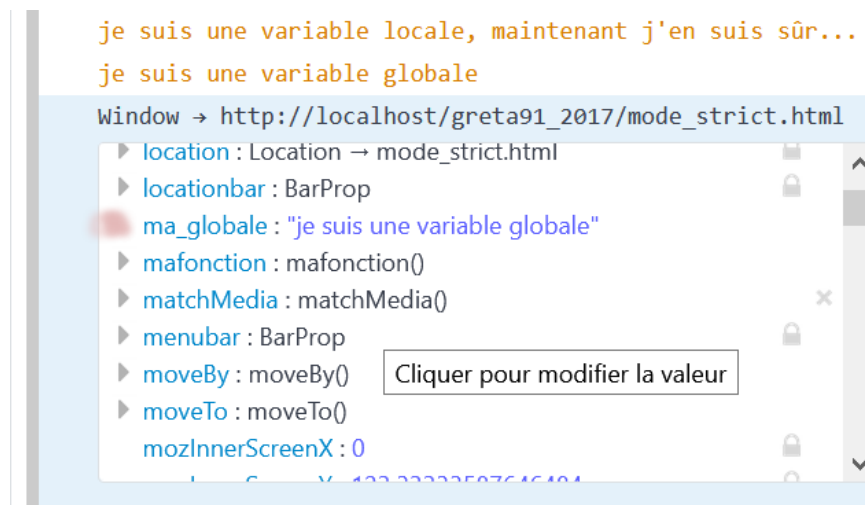 je suis une variable locale, maintenant j'en suis sûr...
je suis une variable globale
Window → http://localhost/greta91_2017/mode_strict.html
location : Location → mode_strict.html
locationbar : BarProp
ma_globale : "je suis une variable globale"
mafonction : mafonction()
matchMedia : matchMedia()
menubar : BarProp
moveBy : moveBy()
Cliquer pour modifier la valeur
moveTo : moveTo()
mozInnerScreenX : 0